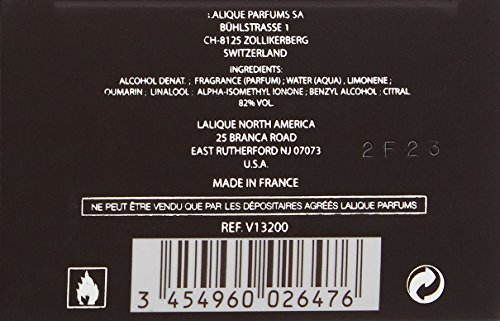 LALIQUE PARFUMS SA
BÜHLSTRASSE 1
CH-8125 ZOLLIKERBERG
SWITZERLAND
INGREDIENTS:
ALCOHOL DENAT. ; FRAGRANCE (PARFUM) ; WATER (AQUA) , LIMONENE ;
COUMARIN ; LINALOOL : ALPHA-ISOMETHYL IONONE ; BENZYL ALCOHOL ; CITRAL
82% VOL.
LALIQUE NORTH AMERICA
25 BRANCA ROAD
EAST RUTHERFORD NJ 07073
U.S.A.
2F23
MADE IN FRANCE
NE PEUT ÊTRE VENDU QUE PAR LES DÉPOSITAIRES AGRÉÉS LALIQUE PARFUMS
REF. V13200
3 454960 026476